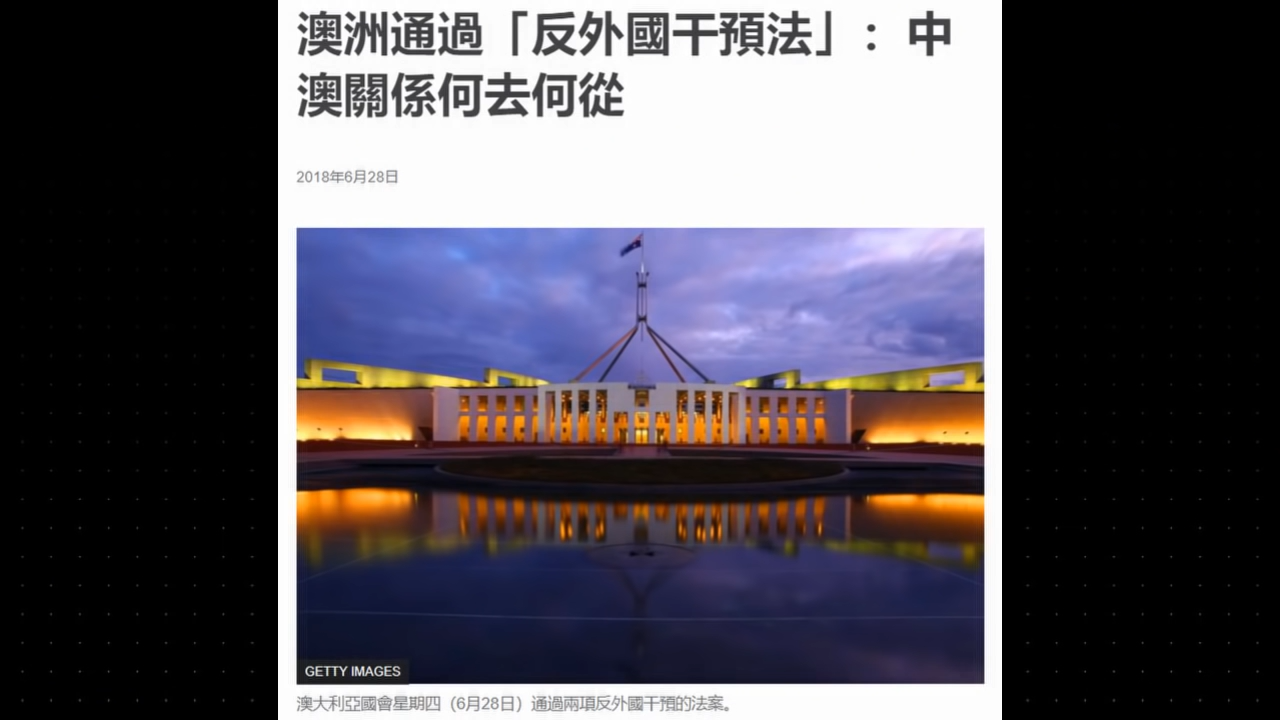 澳洲通過「反外國干預法」：中
澳關係何去何從
2018年6月28日
GETTY IMAGES
澳大利亞國會星期四（6月28日）通過兩項反外國干預的法案。